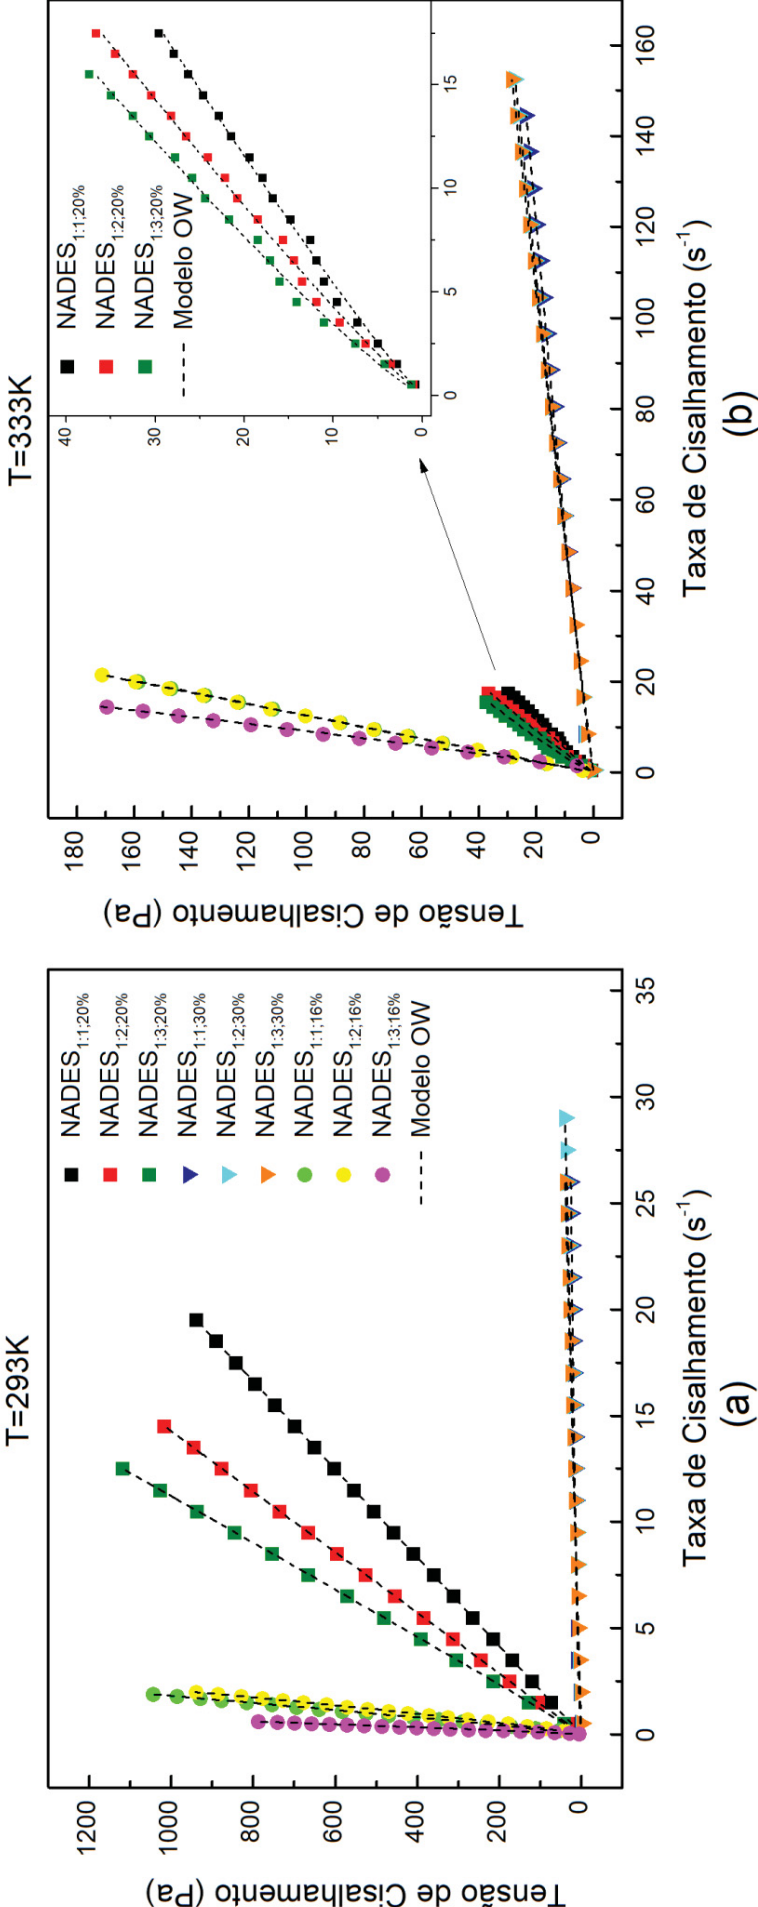 T=293K
Tensão de Cisalhamento (Pa)
1200
1000
800
600
400
200
0
NADES1:1;20%
NADES1:2;20%
NADES1:3;20%
NADES1:1;30%
NADES1:2;30%
NADES1:3;30%
NADES1:1;16%
NADES1:2;16%
NADES1:3;16%
Modelo OW
0 5 10 15 20 25 30 35
Taxa de Cisalhamento (s-1)
(a)
T=333K
Tensão de Cisalhamento (Pa)
180
160
140
120
100
80
60
40
20
0
NADES1:1;20%
NADES1:2;20%
NADES1:3;20%
Modelo OW
40
30
20
10
0
0 5 10 15
0 20 40 60 80 100 120 140 160
Taxa de Cisalhamento (s-1)
(b)